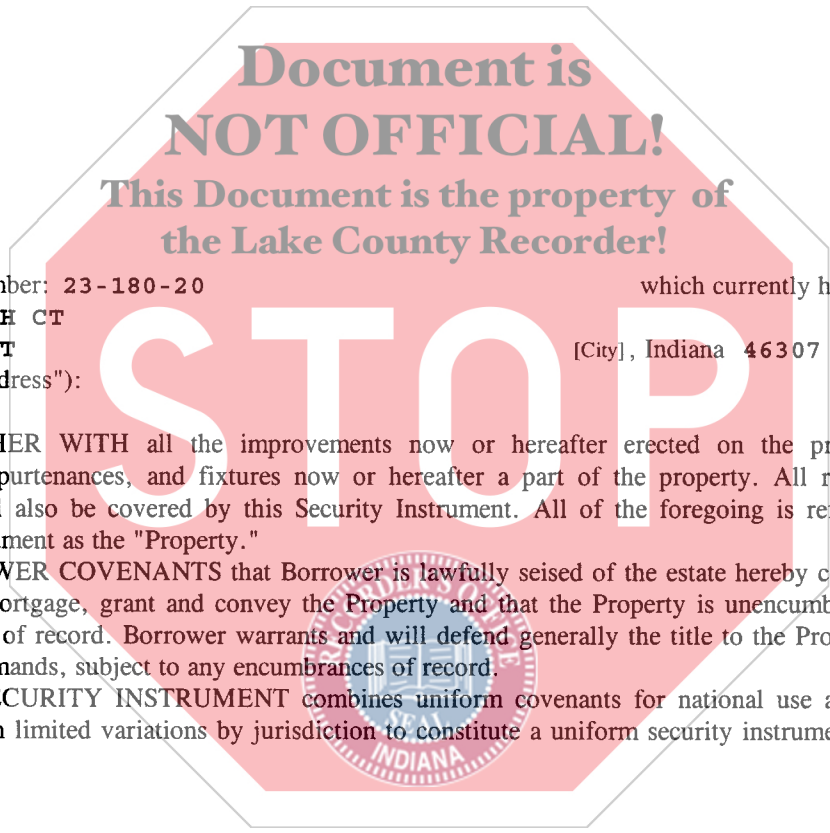 Document is
NOT OFFICIAL!
This Document is the property of
the Lake County Recorder!
nber: 23-180-20 which currently h
H CT
STOP
T [City], Indiana 46307
dress"):
HER WITH all the improvements now or hereafter erected on the pr
purtenances, and fixtures now or hereafter a part of the property. All r
l also be covered by this Security Instrument. All of the foregoing is re
ment as the "Property."
WER COVENANTS that Borrower is lawfully seised of the estate hereby c
ortgage, grant and convey the Property and that the Property is unencumb
of record. Borrower warrants and will defend generally the title to the Pro
mands, subject to any encumbrances of record.
CURITY INSTRUMENT combines uniform covenants for national use a
n limited variations by jurisdiction to constitute a uniform security instrume
RECORDER'S OFFICE
SEAL
INDIANA